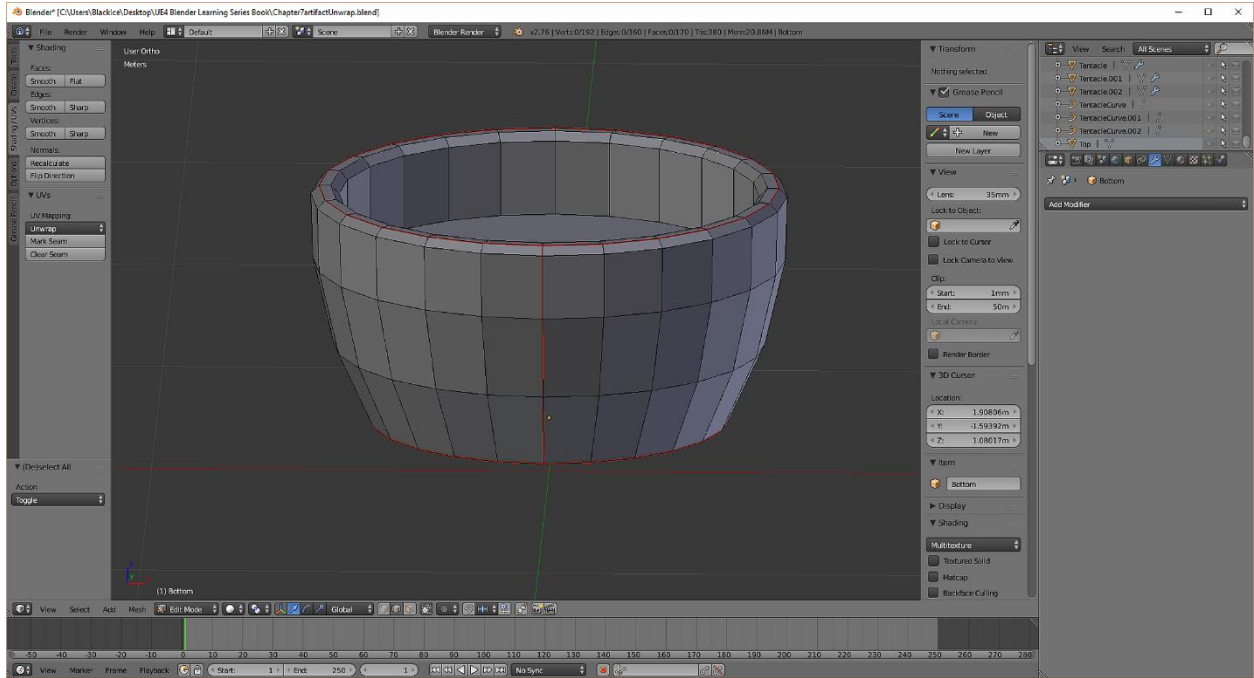 Blender* [C:\Users\BlackIce\Desktop\UE4 Blender Learning Series Book\Chapter7artifactUnwrap.blend]
File Render Window Help Default Scene Blender Render v2.76 | Verts:0/192 | Edges:0/360 | Faces:0/170 | Tris:380 | Mem:20.86M | Bottom
Tools
Create
Shading / UVs
Options
Grease Pencil
Shading
Faces:
Smooth Flat
Edges:
Smooth Sharp
Vertices:
Smooth Sharp
Normals:
Recalculate
Flip Direction
UVs
UV Mapping:
Unwrap
Mark Seam
Clear Seam
(De)select All
Action
Toggle
User Ortho
Meters
z
y
(1) Bottom
Transform
Nothing selected
Grease Pencil
Scene Object
New
New Layer
View
Lens: 35mm
Lock to Object:
Lock to Cursor
Lock Camera to View
Clip:
Start: 1mm
End: 50m
Local Camera:
Render Border
3D Cursor
Location:
X: 1.90806m
Y: -1.59392m
Z: 1.08017m
Item
Bottom
Display
Shading
Multitexture
Textured Solid
Matcap
Backface Culling
View Search All Scenes
Tentacle
Tentacle.001
Tentacle.002
TentacleCurve
TentacleCurve.001
TentacleCurve.002
Top
Bottom
Add Modifier
View Select Add Mesh Edit Mode Global
-50 -40 -30 -20 -10 0 10 20 30 40 50 60 70 80 90 100 110 120 130 140 150 160 170 180 190 200 210 220 230 240 250 260 270 280
View Marker Frame Playback Start: 1 End: 250 1 No Sync